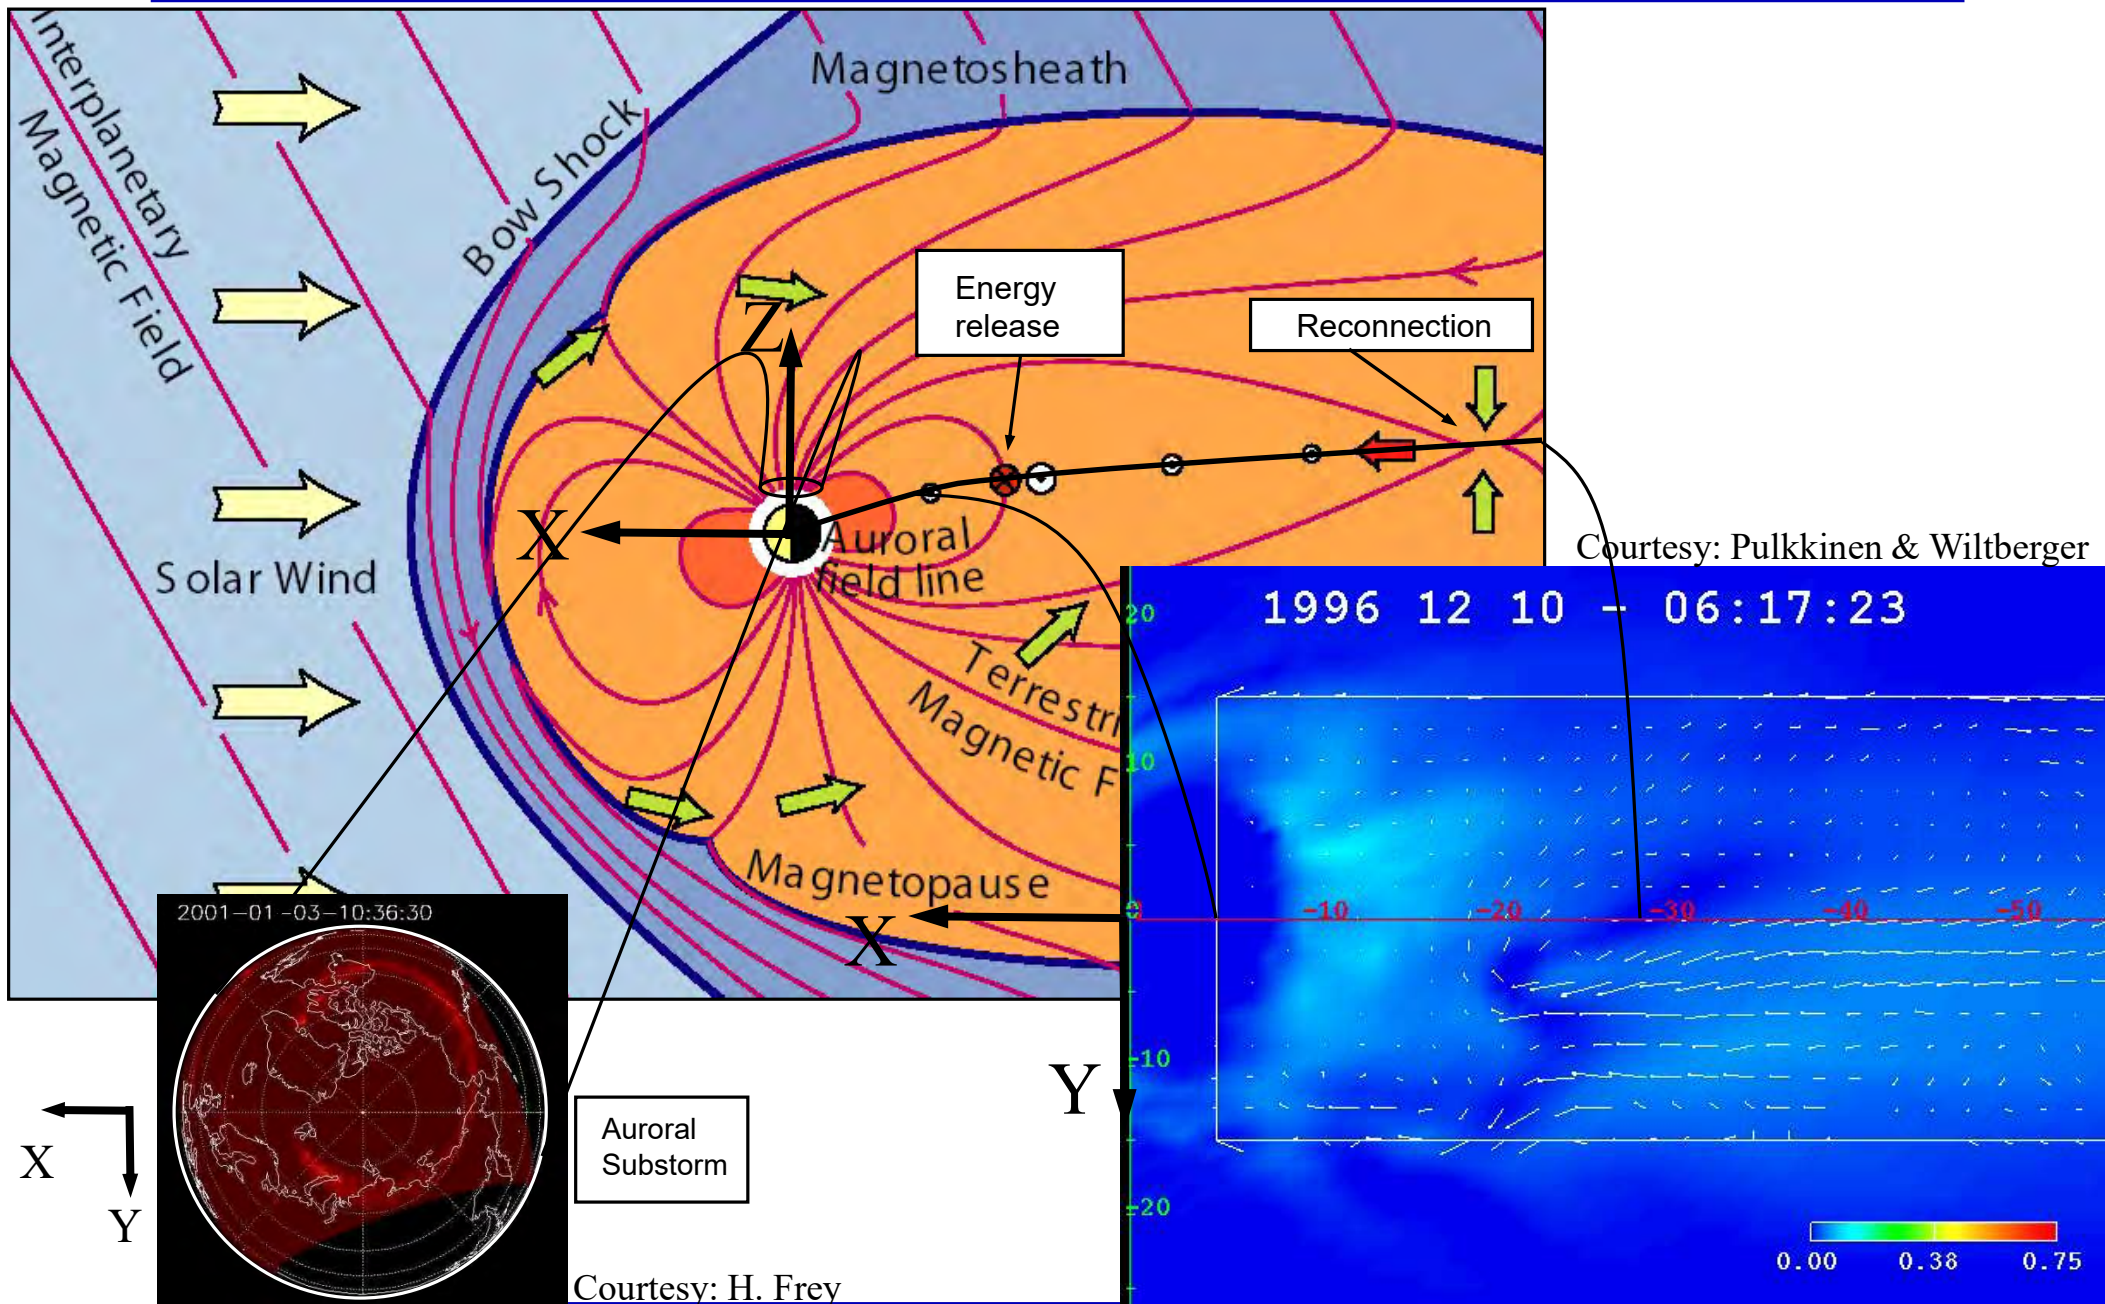 Interplanetary
Magnetic Field
Bow Shock
Magnetosheath
Energy
release
Reconnection
Z
X
Auroral
field line
Solar Wind
Courtesy: Pulkkinen & Wiltberger
Terrestri
Magnetic F
Magnetopause
X
1996 12 10 - 06:17:23
20
10
0
-10
-20
-30
-40
-50
-10
-20
0.00 0.38 0.75
Y
2001-01-03-10:36:30
X
Y
Auroral
Substorm
Courtesy: H. Frey